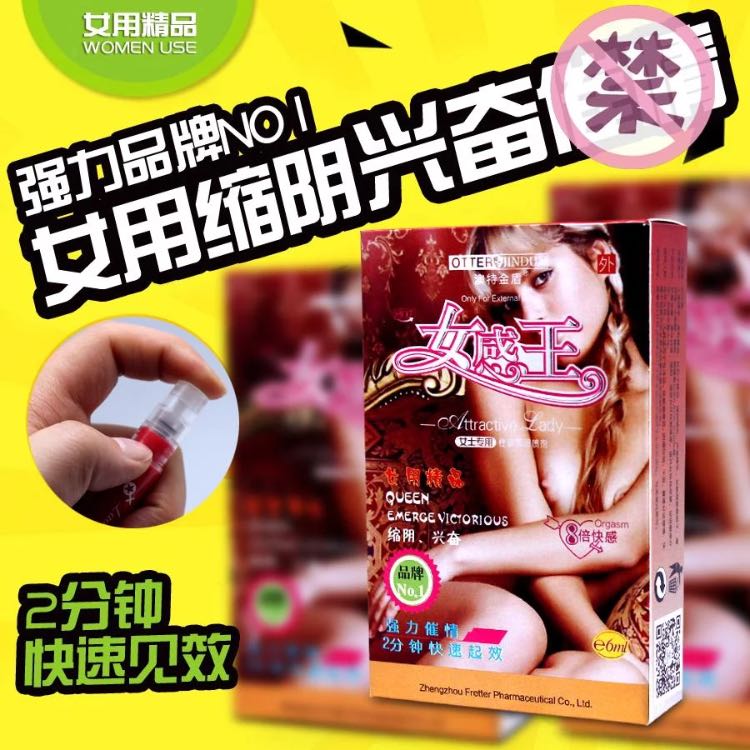 女用精品
WOMEN USE
强力品牌NO1
女用缩阴兴奋
禁
OTTERS JINDUN
澳特金盾
外
Only For External
女感王
Attractive Lady
女士专用
女用精品
QUEEN
EMERGE VICTORIOUS
缩阴、兴奋
Orgasm
8倍快感
品牌
No.1
强力催情
2分钟快速起效
℮6ml
Zhengzhou Fretter Pharmaceutical Co., Ltd.
2分钟
快速见效